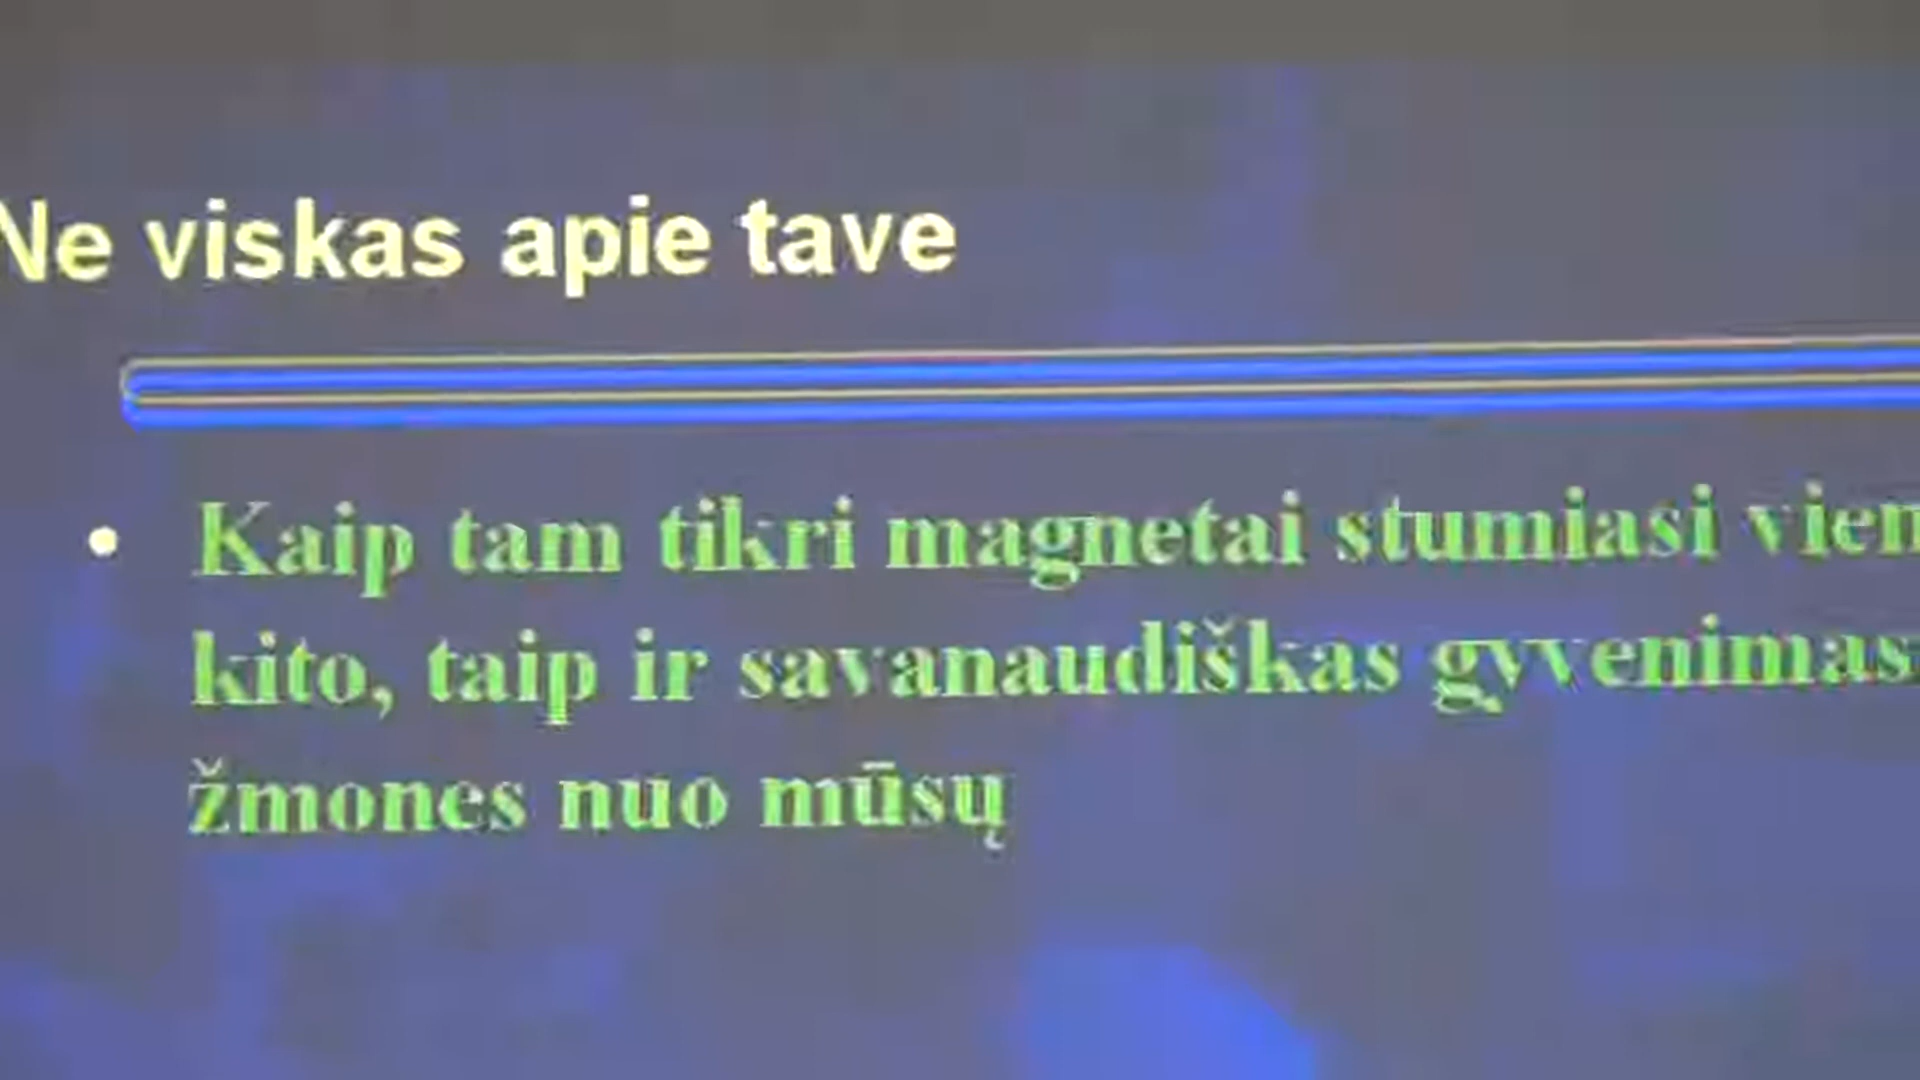 Ne viskas apie tave
• Kaip tam tikri magnetai stumiasi vien
kito, taip ir savanaudiškas gyvenimas
žmones nuo mūsų